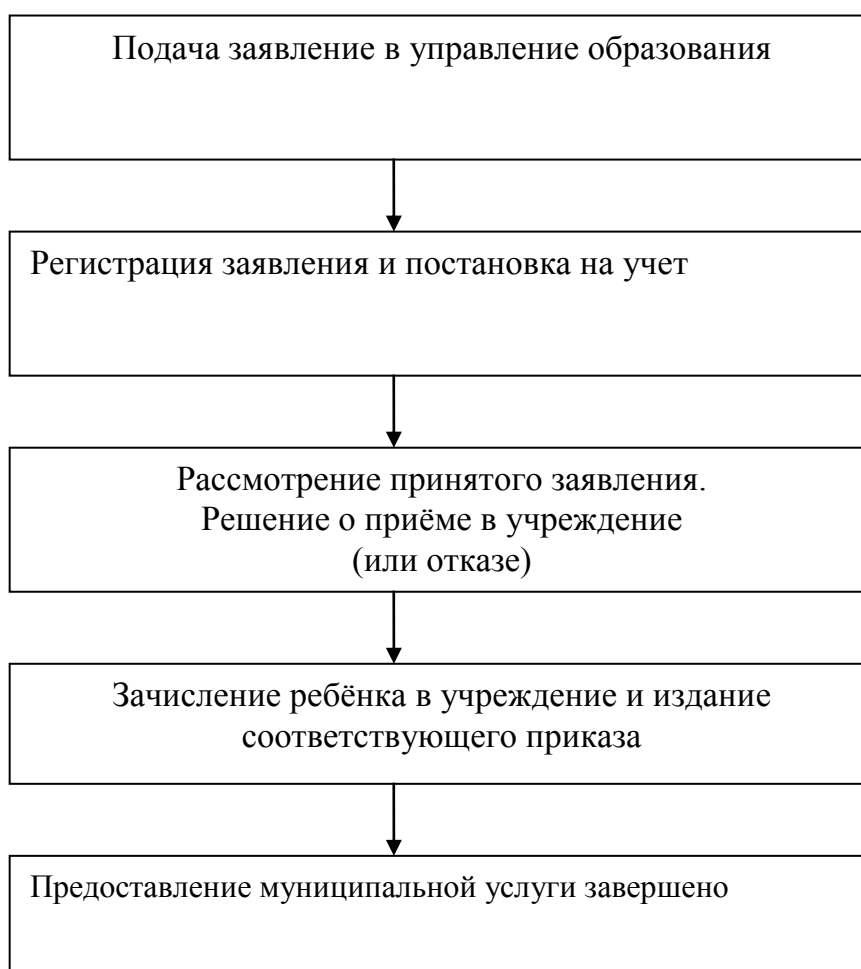 Подача заявление в управление образования
Регистрация заявления и постановка на учет
Рассмотрение принятого заявления.
Решение о приёме в учреждение
(или отказе)
Зачисление ребёнка в учреждение и издание
соответствующего приказа
Предоставление муниципальной услуги завершено